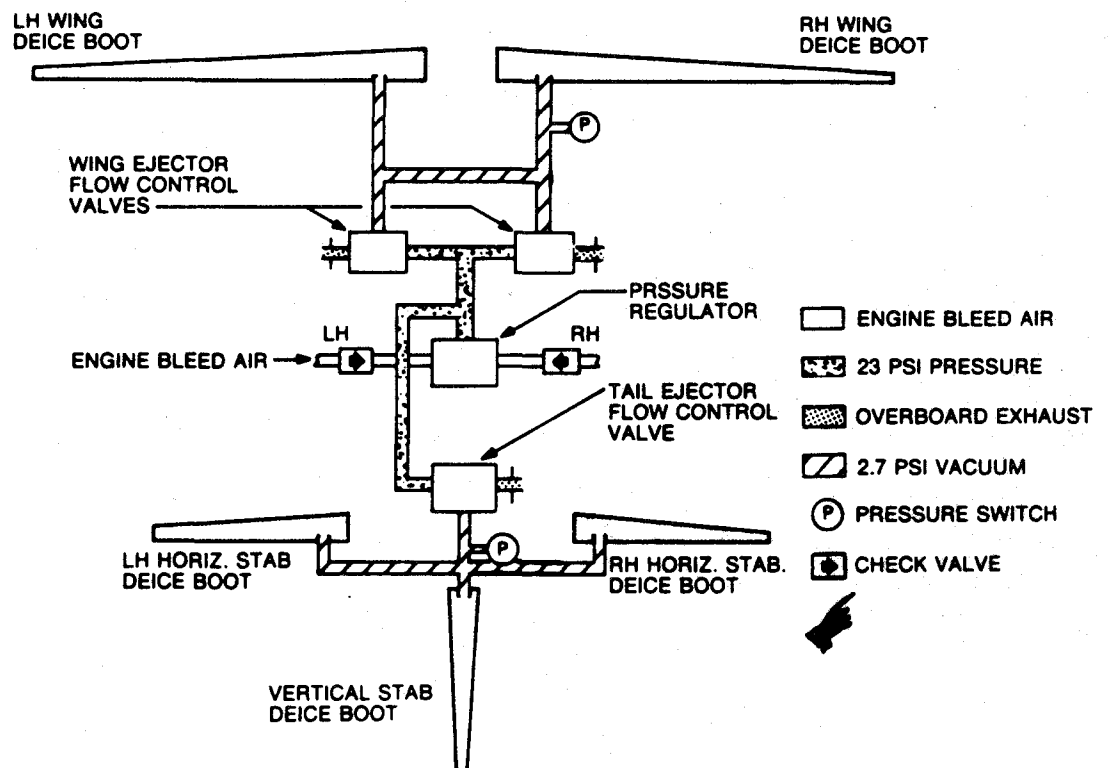 LH WING
DEICE BOOT
RH WING
DEICE BOOT
P
WING EJECTOR
FLOW CONTROL
VALVES
PRSSURE
REGULATOR
LH
RH
ENGINE BLEED AIR
TAIL EJECTOR
FLOW CONTROL
VALVE
LH HORIZ. STAB
DEICE BOOT
P
RH HORIZ. STAB.
DEICE BOOT
VERTICAL STAB
DEICE BOOT
ENGINE BLEED AIR
23 PSI PRESSURE
OVERBOARD EXHAUST
2.7 PSI VACUUM
P PRESSURE SWITCH
CHECK VALVE